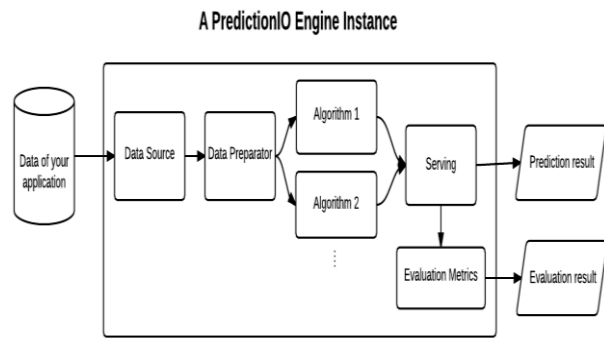 A PredictionIO Engine Instance
Data of your
application
Data Source
Data Preparator
Algorithm 1
Algorithm 2
Serving
Evaluation Metrics
Prediction result
Evaluation result